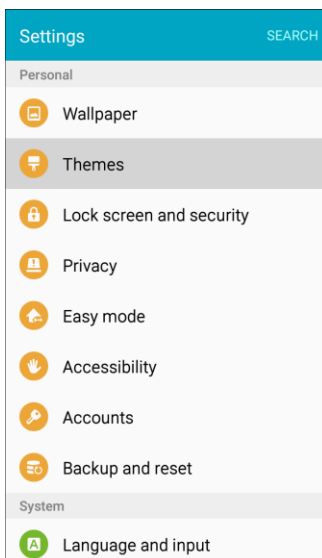 Settings
SEARCH
Personal
Wallpaper
Themes
Lock screen and security
Privacy
Easy mode
Accessibility
Accounts
Backup and reset
System
A
Language and input